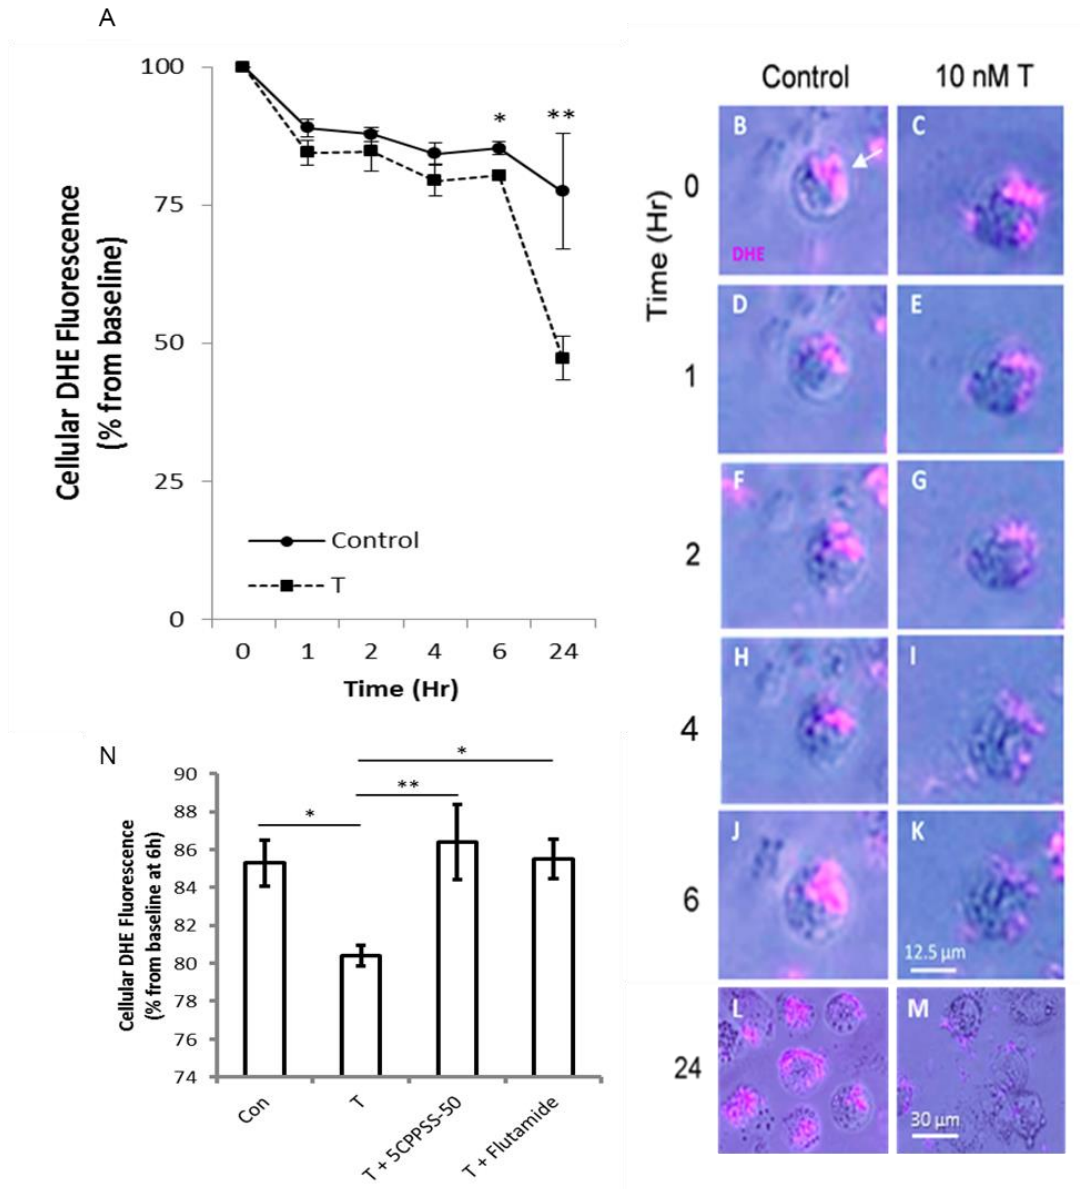 A
100
75
50
25
0
Cellular DHE Fluorescence
(% from baseline)
*
**
Control
T
0 1 2 4 6 24
Time (Hr)
N
90
88
86
84
82
80
78
76
74
Cellular DHE Fluorescence
(% from baseline at 6h)
*
**
*
Con
T
T + 5CPPSS-50
T + Flutamide
Control 10 nM T
Time (Hr)
0
B C
DHE
1
D E
2
F G
4
H I
6
J K
12.5 µm
24
L M
30 µm